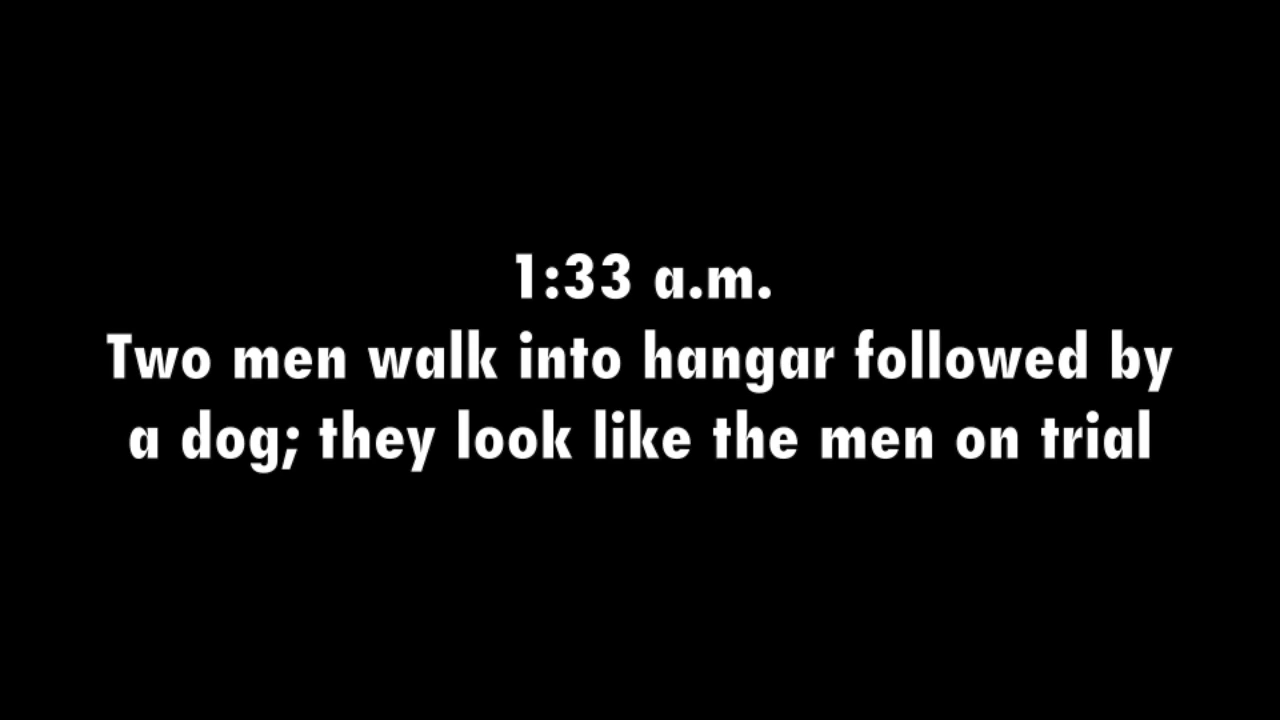 1:33 a.m.
Two men walk into hangar followed by
a dog; they look like the men on trial